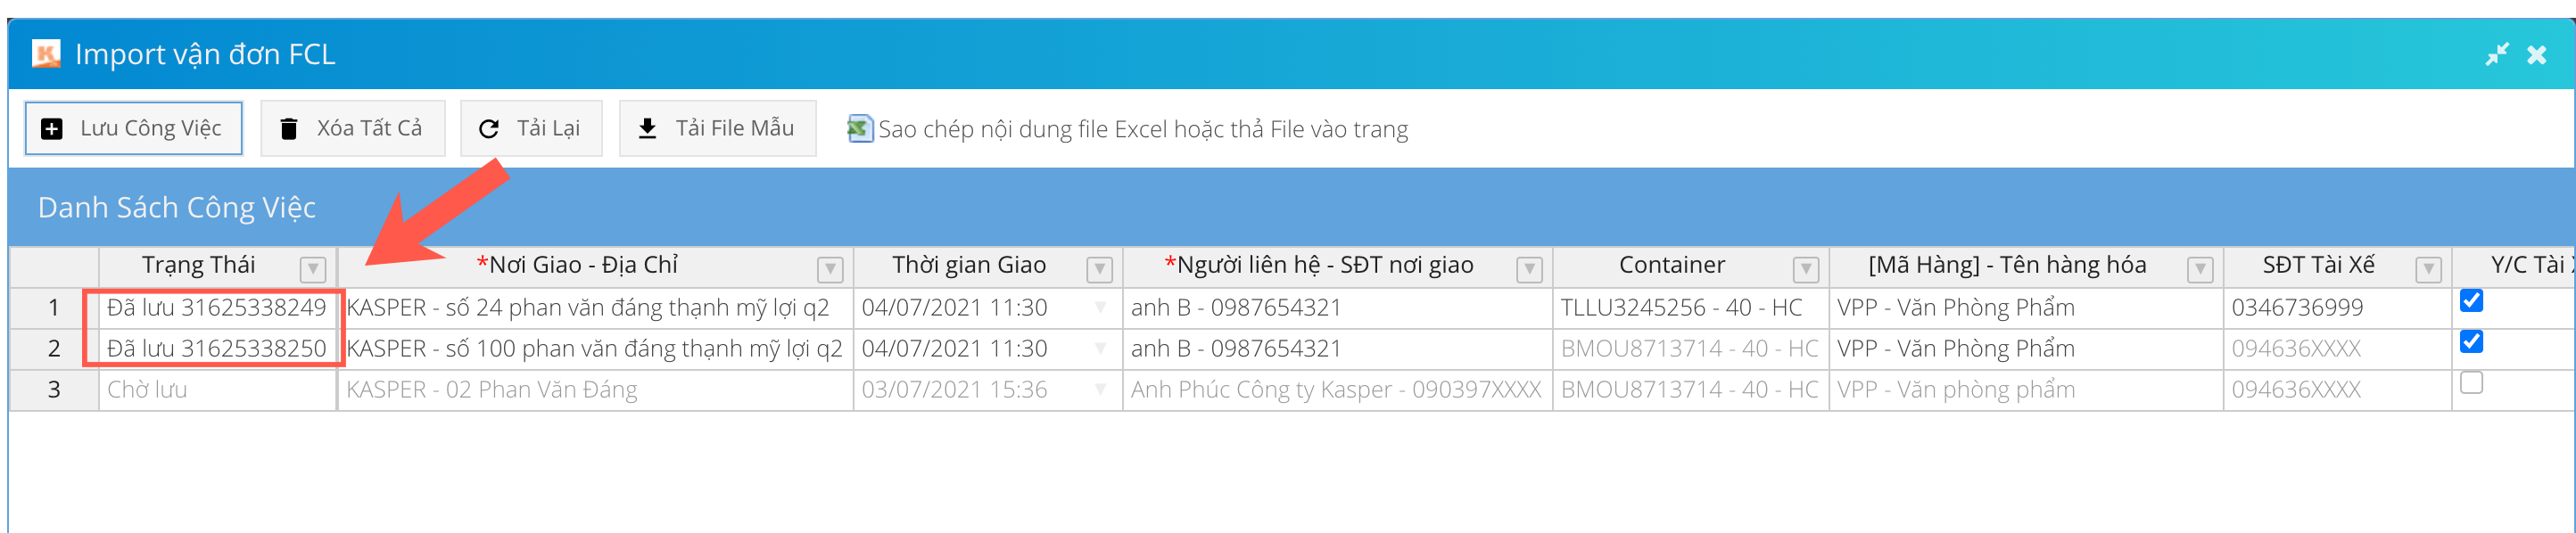 Import vận đơn FCL
Lưu Công Việc Xóa Tất Cả Tải Lại Tải File Mẫu Sao chép nội dung file Excel hoặc thả File vào trang
Danh Sách Công Việc
Trạng Thái *Nơi Giao - Địa Chỉ Thời gian Giao *Người liên hệ - SĐT nơi giao Container [Mã Hàng] - Tên hàng hóa SĐT Tài Xế Y/C Tài
1 Đã lưu 31625338249 KASPER - số 24 phan văn đáng thạnh mỹ lợi q2 04/07/2021 11:30 anh B - 0987654321 TLLU3245256 - 40 - HC VPP - Văn Phòng Phẩm 0346736999
2 Đã lưu 31625338250 KASPER - số 100 phan văn đáng thạnh mỹ lợi q2 04/07/2021 11:30 anh B - 0987654321 BMOU8713714 - 40 - HC VPP - Văn Phòng Phẩm 094636XXXX
3 Chờ lưu KASPER - 02 Phan Văn Đáng 03/07/2021 15:36 Anh Phúc Công ty Kasper - 090397XXXX BMOU8713714 - 40 - HC VPP - Văn phòng phẩm 094636XXXX